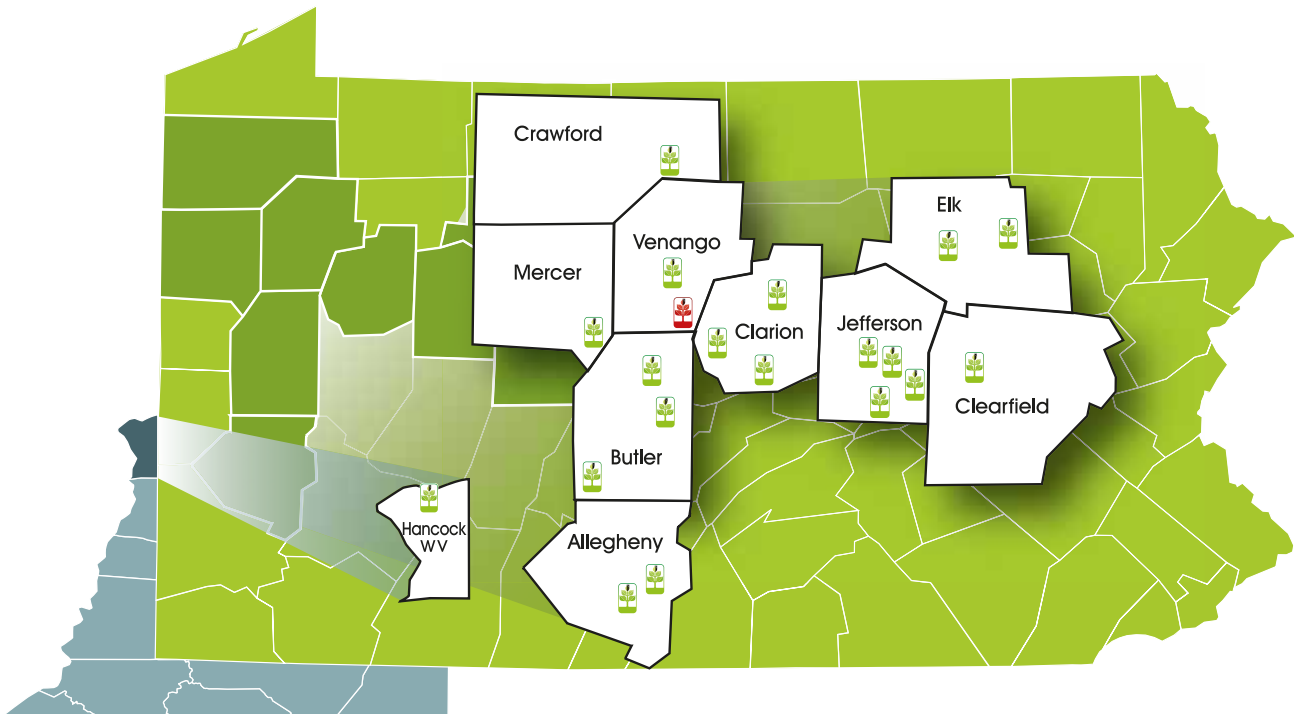 Crawford
Elk
Venango
Mercer
Clarion
Jefferson
Clearfield
Butler
Hancock
WV
Allegheny